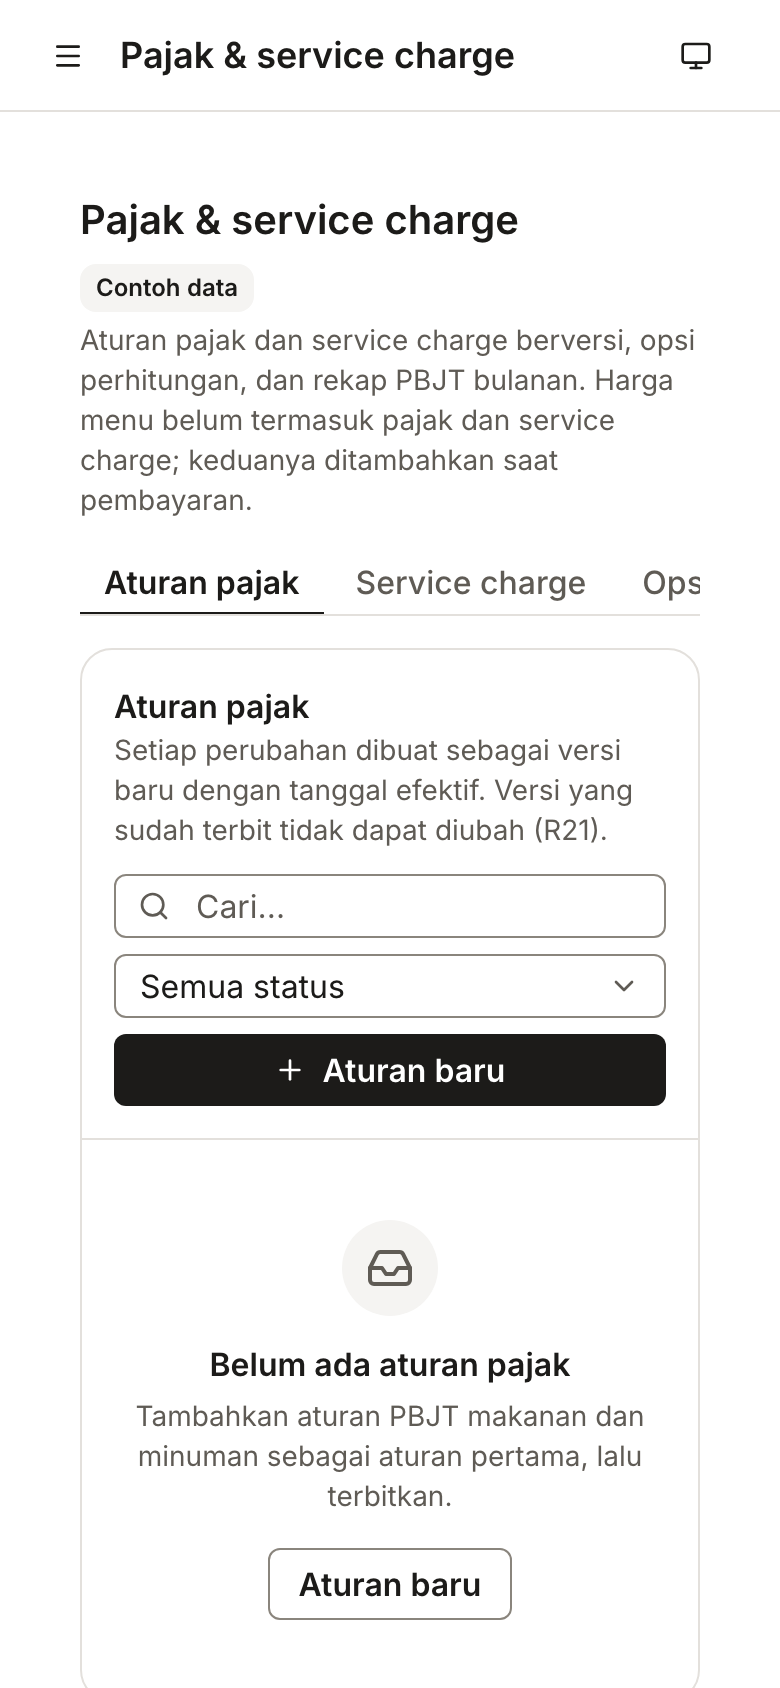 Pajak & service charge
Pajak & service charge
Contoh data
Aturan pajak dan service charge berversi, opsi
perhitungan, dan rekap PBJT bulanan. Harga
menu belum termasuk pajak dan service
charge; keduanya ditambahkan saat
pembayaran.
Aturan pajak Service charge Ops
Aturan pajak
Setiap perubahan dibuat sebagai versi
baru dengan tanggal efektif. Versi yang
sudah terbit tidak dapat diubah (R21).
Cari...
Semua status
Aturan baru
Belum ada aturan pajak
Tambahkan aturan PBJT makanan dan
minuman sebagai aturan pertama, lalu
terbitkan.
Aturan baru